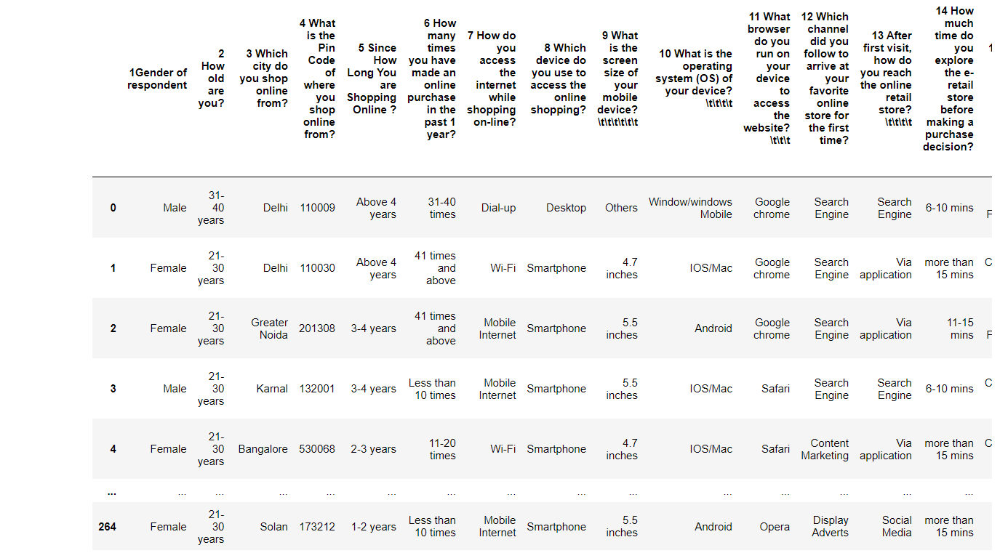 1Gender of
respondent
2
How
old
are
you?
3 Which
city do
you shop
online
from?
4 What
is the
Pin
Code
of
where
you
shop
online
from?
5 Since
How
Long You
are
Shopping
Online ?
6 How
many
times
you have
made an
online
purchase
in the
past 1
year?
7 How do
you
access
the
internet
while
shopping
on-line?
8 Which
device do
you use to
access the
online
shopping?
9 What
is the
screen
size of
your
mobile
device?
\t\t\t\t\t\t
10 What is the
operating
system (OS) of
your device?
\t\t\t\t
11 What
browser
do you
run on
your
device
to
access
the
website?
\t\t\t
12 Which
channel
did you
follow to
arrive at
your
favorite
online
store for
the first
time?
13 After
first visit,
how do
you reach
the online
retail
store?
\t\t\t\t
14 How
much
time do
you
explore
the e-
retail
store
before
making a
purchase
decision?
0
Male
31-
40
years
Delhi
110009
Above 4
years
31-40
times
Dial-up
Desktop
Others
Window/windows
Mobile
Google
chrome
Search
Engine
Search
Engine
6-10 mins
1
Female
21-
30
years
Delhi
110030
Above 4
years
41 times
and
above
Wi-Fi
Smartphone
4.7
inches
IOS/Mac
Google
chrome
Search
Engine
Via
application
more than
15 mins
2
Female
21-
30
years
Greater
Noida
201308
3-4 years
41 times
and
above
Mobile
Internet
Smartphone
5.5
inches
Android
Google
chrome
Search
Engine
Via
application
11-15
mins
3
Male
21-
30
years
Karnal
132001
3-4 years
Less than
10 times
Mobile
Internet
Smartphone
5.5
inches
IOS/Mac
Safari
Search
Engine
Search
Engine
6-10 mins
4
Female
21-
30
years
Bangalore
530068
2-3 years
11-20
times
Wi-Fi
Smartphone
4.7
inches
IOS/Mac
Safari
Content
Marketing
Via
application
more than
15 mins
... ... ... ... ... ... ... ... ... ... ... ... ... ... ...
264
Female
21-
30
years
Solan
173212
1-2 years
Less than
10 times
Mobile
Internet
Smartphone
5.5
inches
Android
Opera
Display
Adverts
Social
Media
more than
15 mins